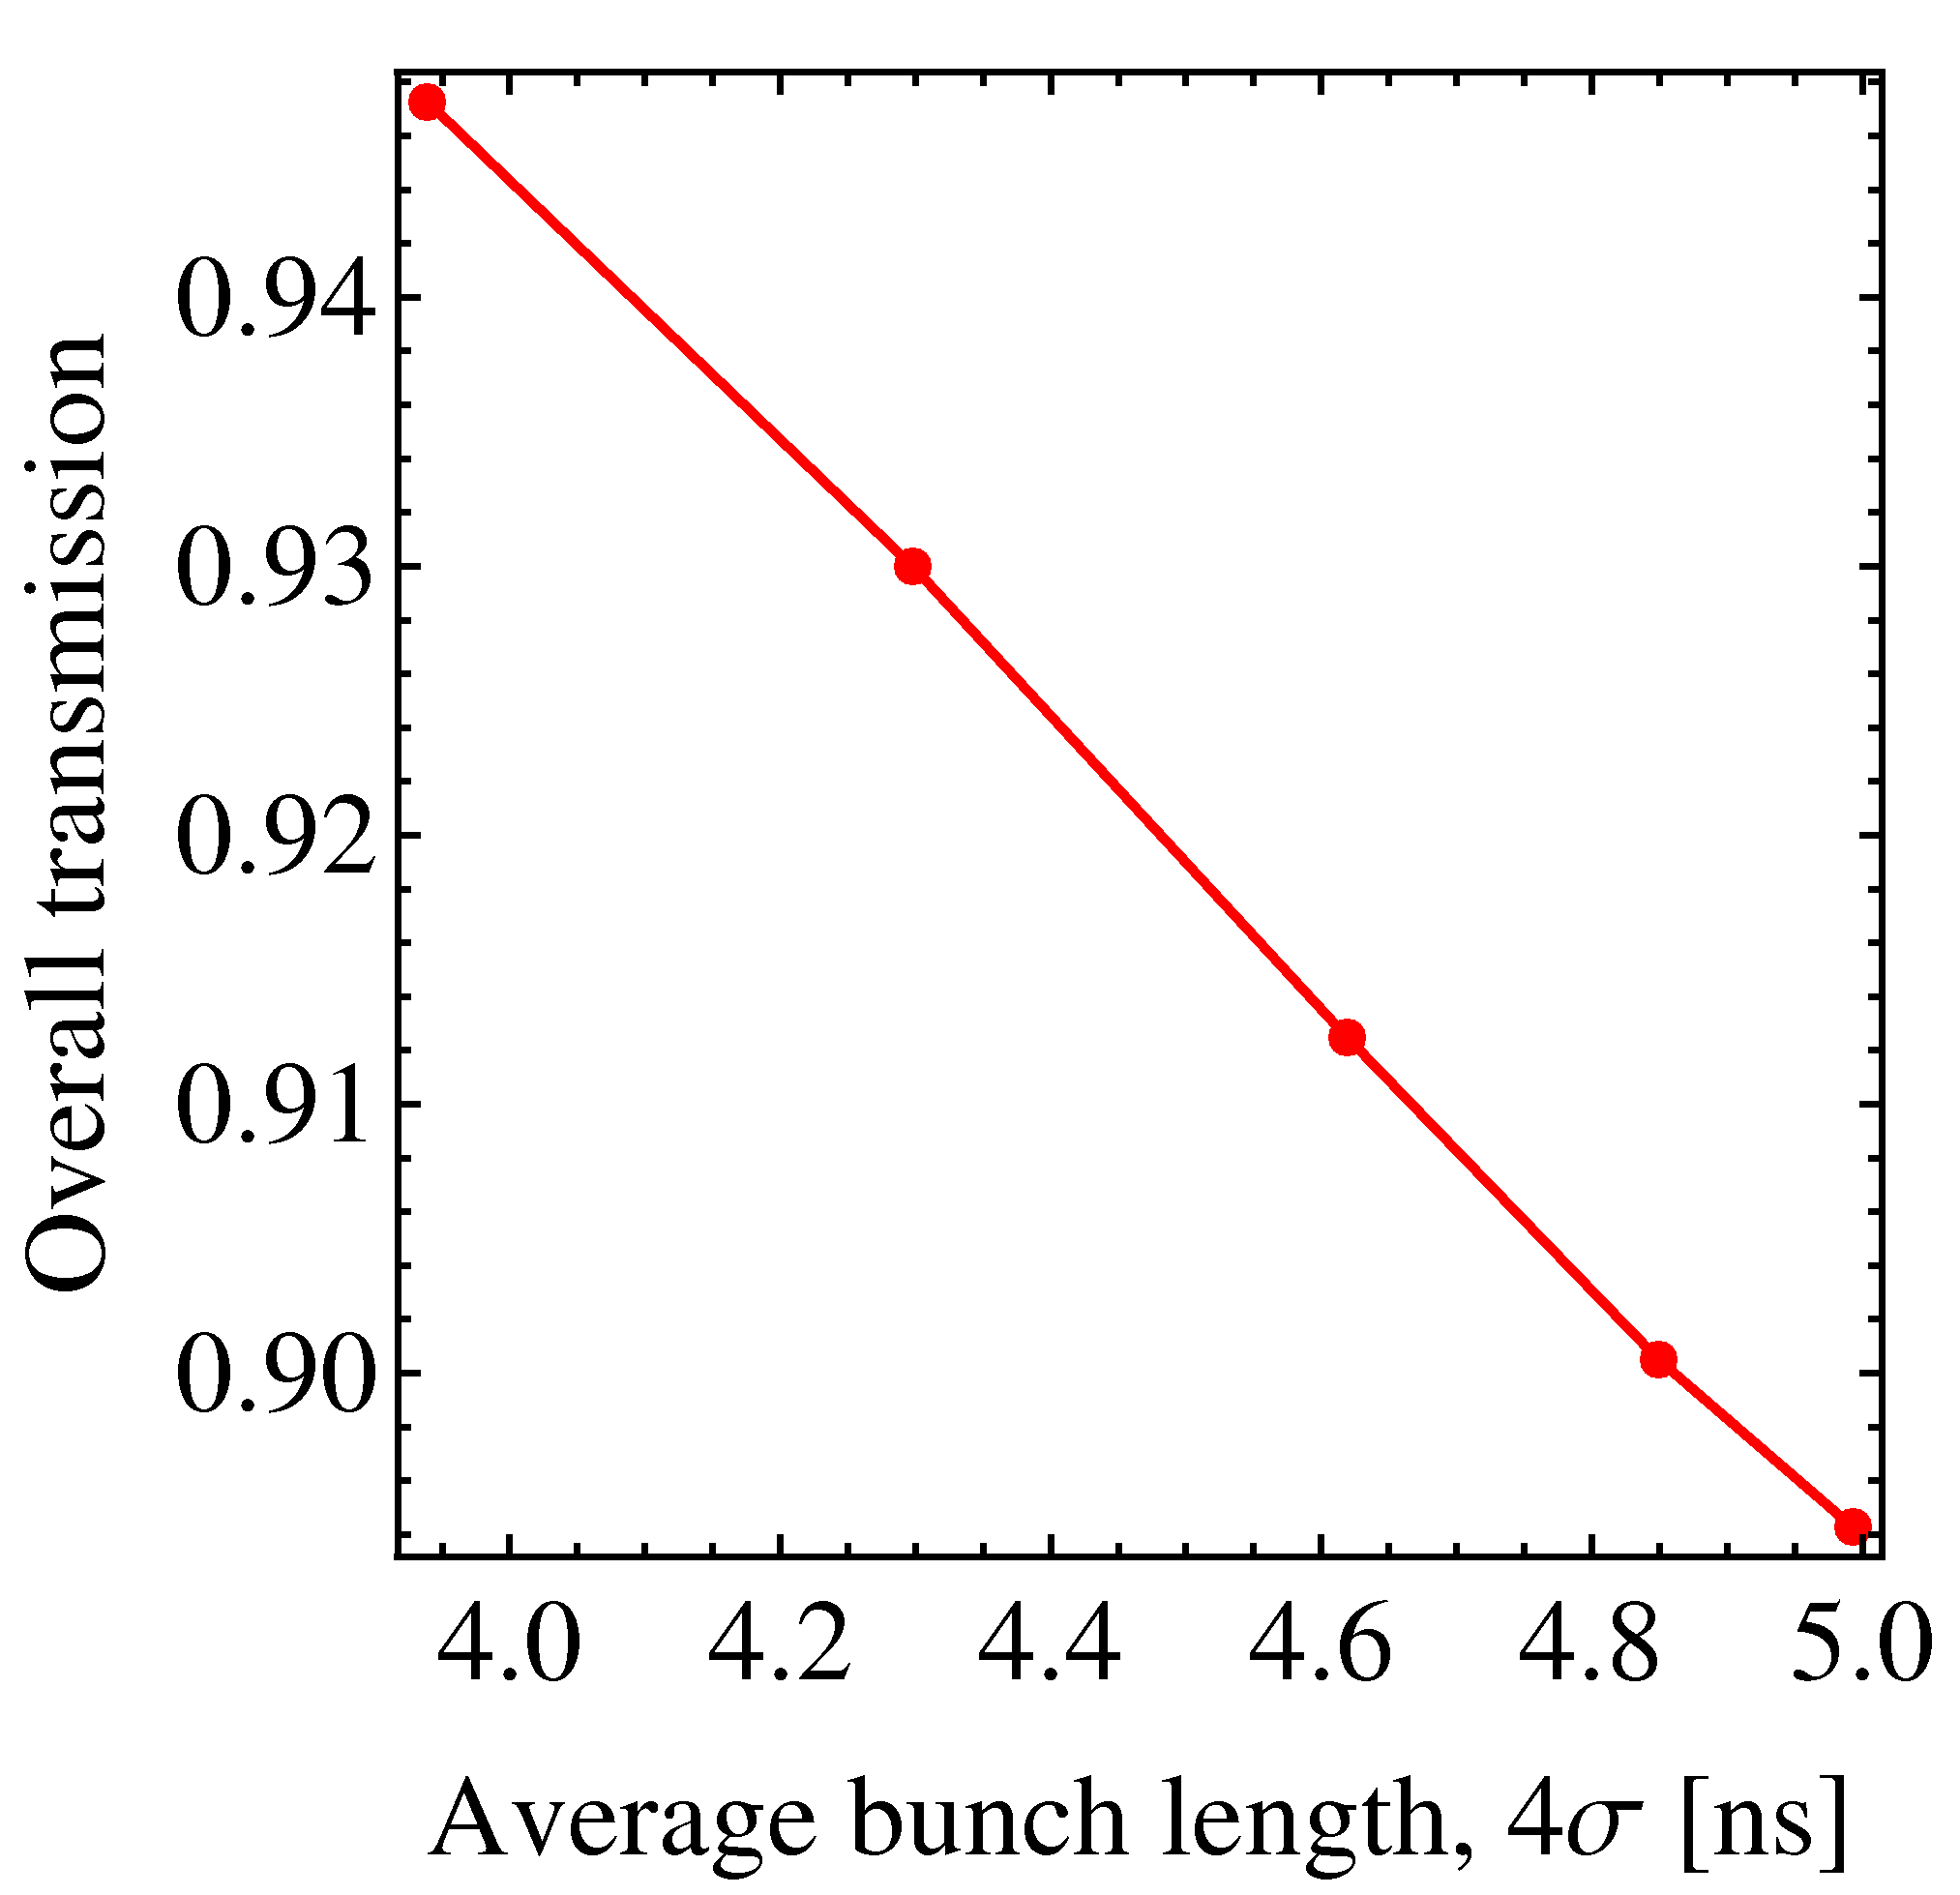 Overall transmission
0.94
0.93
0.92
0.91
0.90
4.0 4.2 4.4 4.6 4.8 5.0
Average bunch length, 4σ [ns]